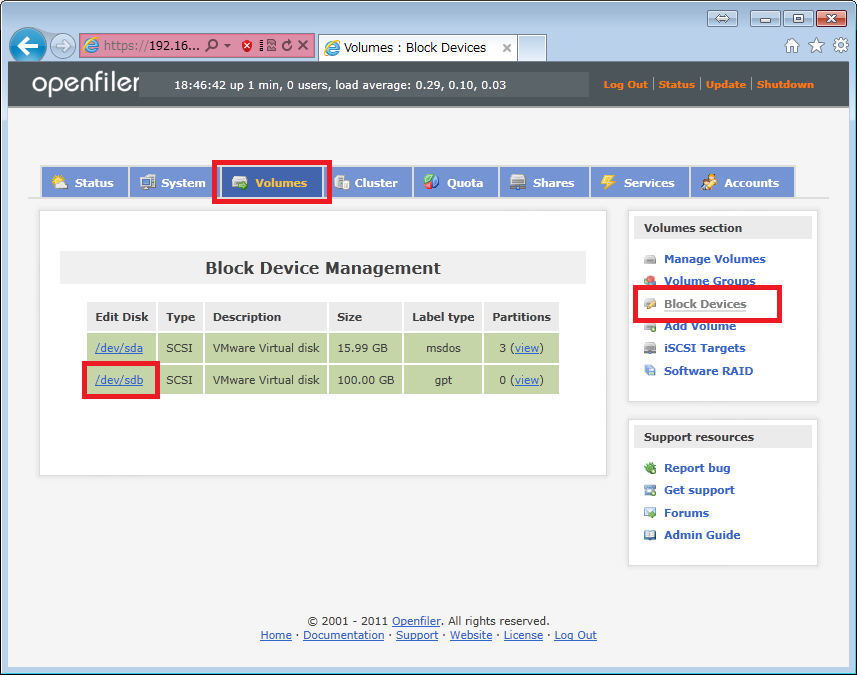 https://192.16...
Volumes : Block Devices
openfiler
18:46:42 up 1 min, 0 users, load average: 0.29, 0.10, 0.03
Log Out | Status | Update | Shutdown
Status System Volumes Cluster Quota Shares Services Accounts
Block Device Management
Edit Disk Type Description Size Label type Partitions
/dev/sda SCSI VMware Virtual disk 15.99 GB msdos 3 (view)
/dev/sdb SCSI VMware Virtual disk 100.00 GB gpt 0 (view)
Volumes section
Manage Volumes
Volume Groups
Block Devices
Add Volume
iSCSI Targets
Software RAID
Support resources
Report bug
Get support
Forums
Admin Guide
© 2001 - 2011 Openfiler. All rights reserved.
Home · Documentation · Support · Website · License · Log Out